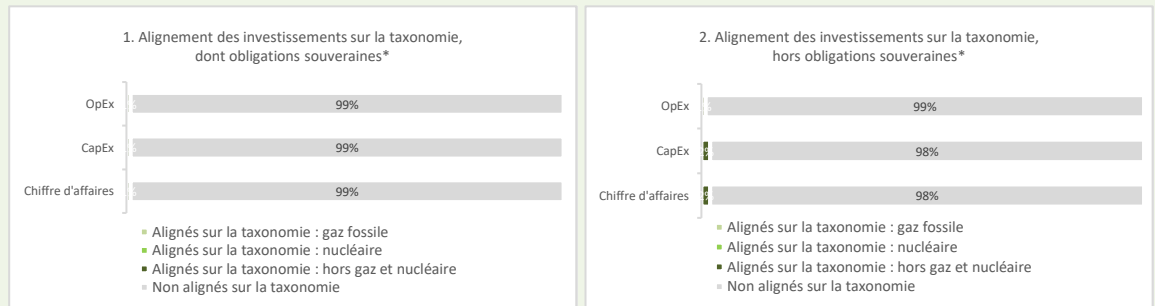 1. Alignement des investissements sur la taxonomie,
dont obligations souveraines*
OpEx
99%
CapEx
99%
Chiffre d'affaires
99%
Alignés sur la taxonomie : gaz fossile
Alignés sur la taxonomie : nucléaire
Alignés sur la taxonomie : hors gaz et nucléaire
Non alignés sur la taxonomie
2. Alignement des investissements sur la taxonomie,
hors obligations souveraines*
OpEx
99%
CapEx
98%
Chiffre d'affaires
98%
Alignés sur la taxonomie : gaz fossile
Alignés sur la taxonomie : nucléaire
Alignés sur la taxonomie : hors gaz et nucléaire
Non alignés sur la taxonomie